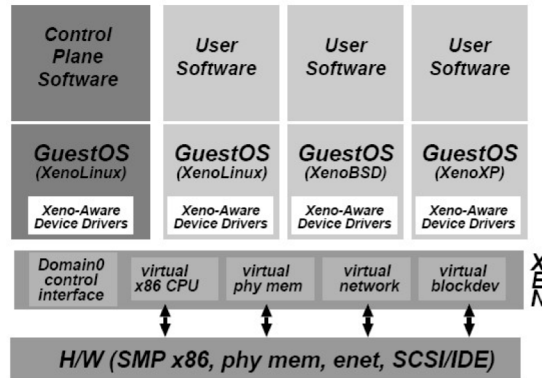 Control
Plane
Software
User
Software
User
Software
User
Software
GuestOS
(XenoLinux)
Xeno-Aware
Device Drivers
GuestOS
(XenoLinux)
Xeno-Aware
Device Drivers
GuestOS
(XenoBSD)
Xeno-Aware
Device Drivers
GuestOS
(XenoXP)
Xeno-Aware
Device Drivers
Domain0
control
interface
virtual
x86 CPU
virtual
phy mem
virtual
network
virtual
blockdev
X
E
N
H/W (SMP x86, phy mem, enet, SCSI/IDE)